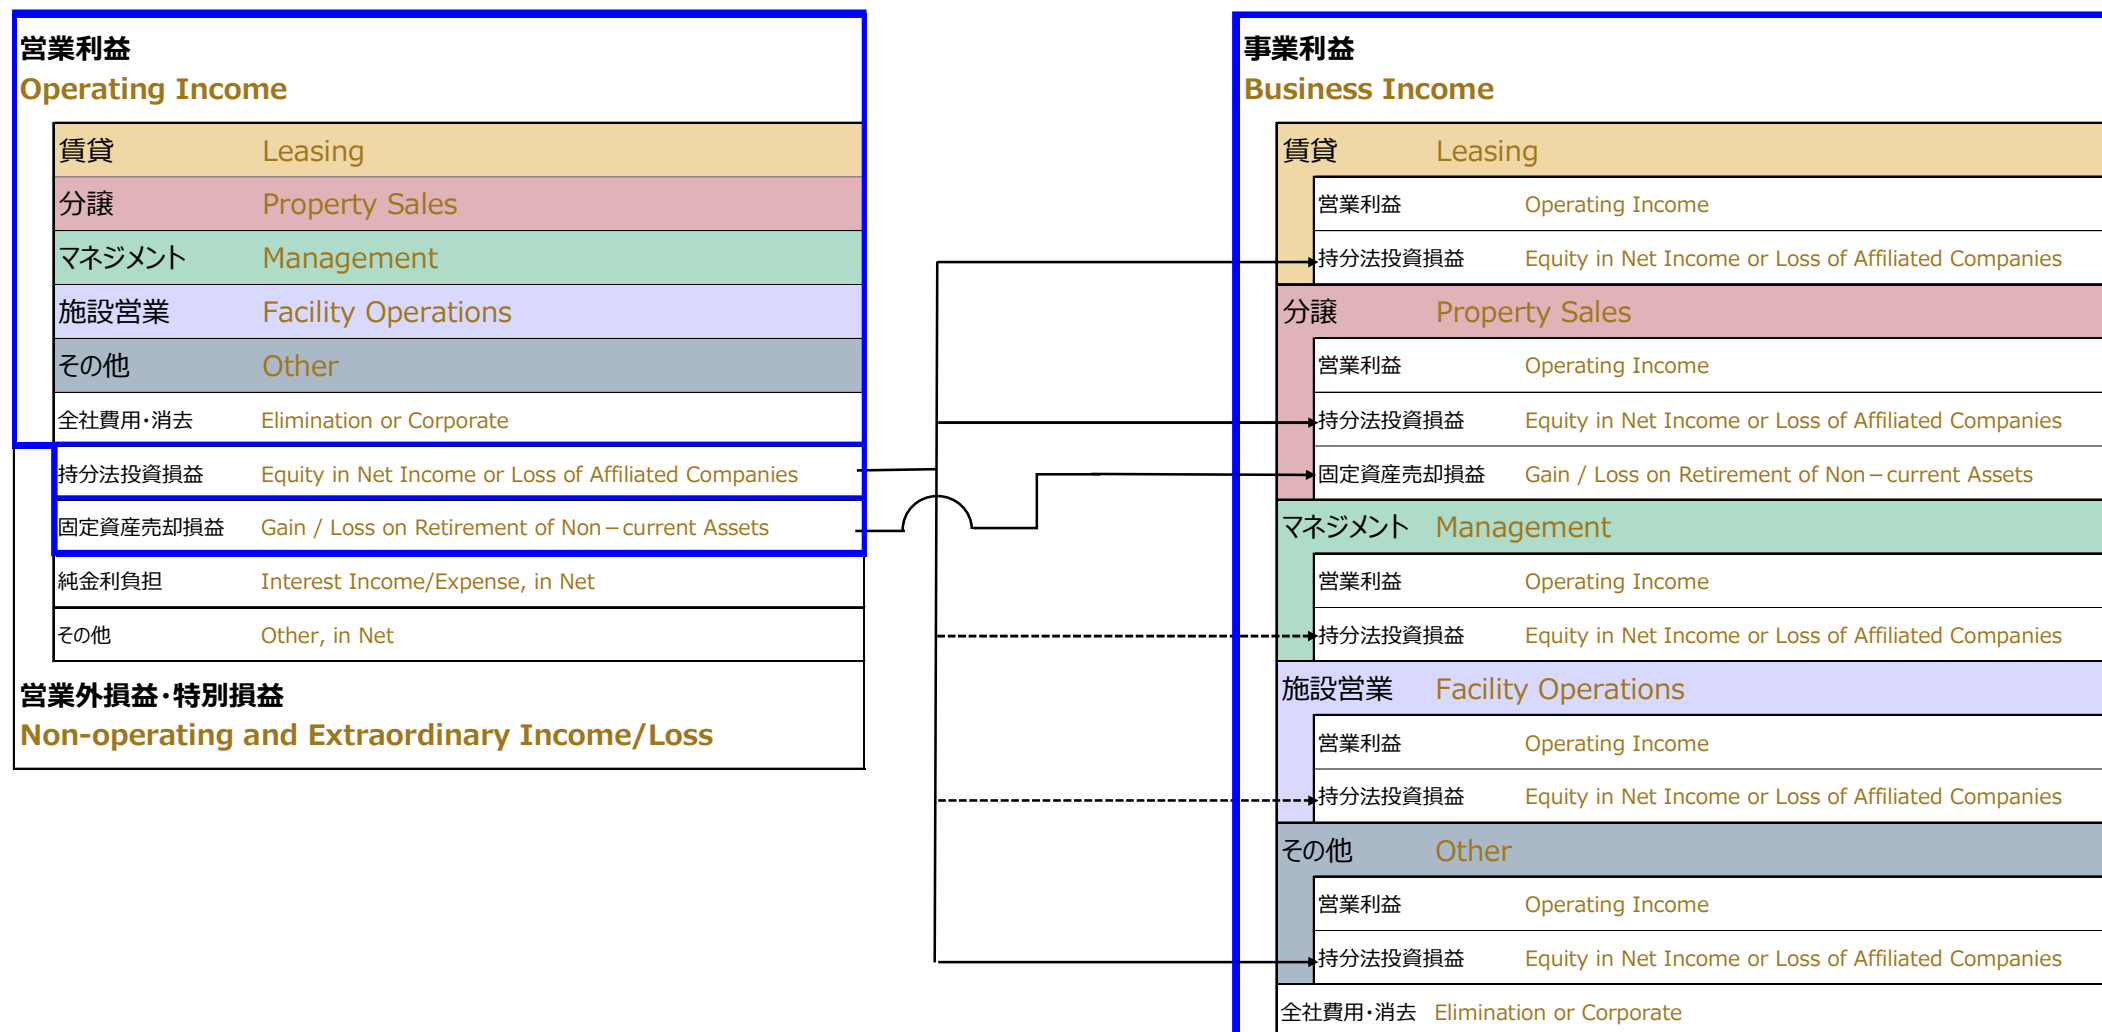 営業利益
Operating Income
賃貸 Leasing
分譲 Property Sales
マネジメント Management
施設営業 Facility Operations
その他 Other
全社費用・消去 Elimination or Corporate
持分法投資損益 Equity in Net Income or Loss of Affiliated Companies
固定資産売却損益 Gain / Loss on Retirement of Non－current Assets
純金利負担 Interest Income/Expense, in Net
その他 Other, in Net
営業外損益・特別損益
Non-operating and Extraordinary Income/Loss
事業利益
Business Income
賃貸 Leasing
営業利益 Operating Income
持分法投資損益 Equity in Net Income or Loss of Affiliated Companies
分譲 Property Sales
営業利益 Operating Income
持分法投資損益 Equity in Net Income or Loss of Affiliated Companies
固定資産売却損益 Gain / Loss on Retirement of Non－current Assets
マネジメント Management
営業利益 Operating Income
持分法投資損益 Equity in Net Income or Loss of Affiliated Companies
施設営業 Facility Operations
営業利益 Operating Income
持分法投資損益 Equity in Net Income or Loss of Affiliated Companies
その他 Other
営業利益 Operating Income
持分法投資損益 Equity in Net Income or Loss of Affiliated Companies
全社費用・消去 Elimination or Corporate